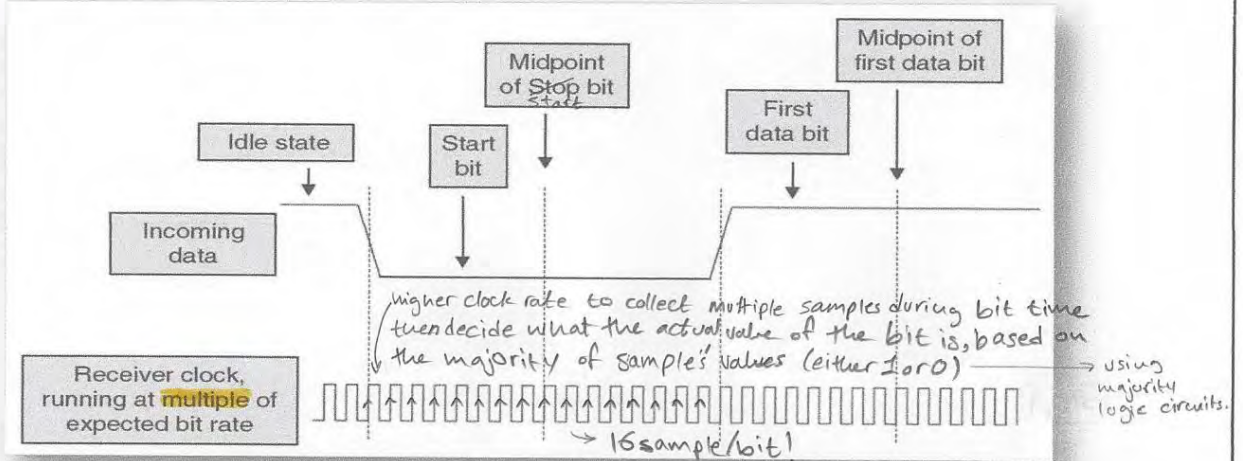 Midpoint of
first data bit
Midpoint
of Stop bit
Start
First
data bit
Idle state
Start
bit
Incoming
data
higher clock rate to collect multiple samples during bit time
then decide what the actual value of the bit is, based on
the majority of sample's values (either 1 or 0) → using
majority
logic circuits.
Receiver clock,
running at multiple of
expected bit rate
→ 16 sample/bit!